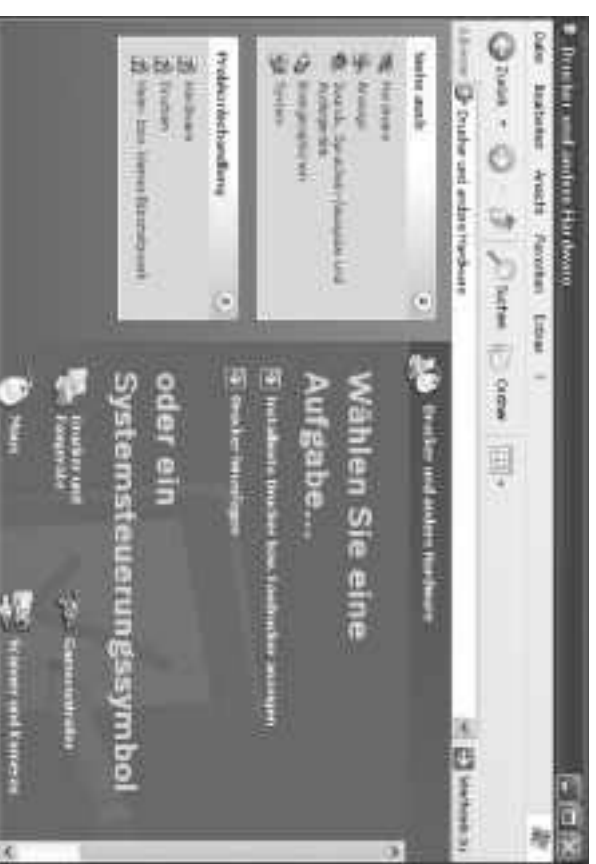 Drucker und andere Hardware
Datei Bearbeiten Ansicht Favoriten Extras ?
Zurück Suchen Ordner
Adresse Drucker und andere Hardware Wechseln zu
Siehe auch
Hardware
Anzeige
Sounds, Sprachein-/ausgabe und
Audiogeräte
System
Problembehandlung
Hardware
Drucken
Drucker und andere Hardware
Wählen Sie eine
Aufgabe...
Installierte Drucker bzw. Faxdrucker anzeigen
Drucker hinzufügen
oder ein
Systemsteuerungssymbol
Drucker und
Faxgeräte
Gamecontroller
Maus
Scanner und Kameras